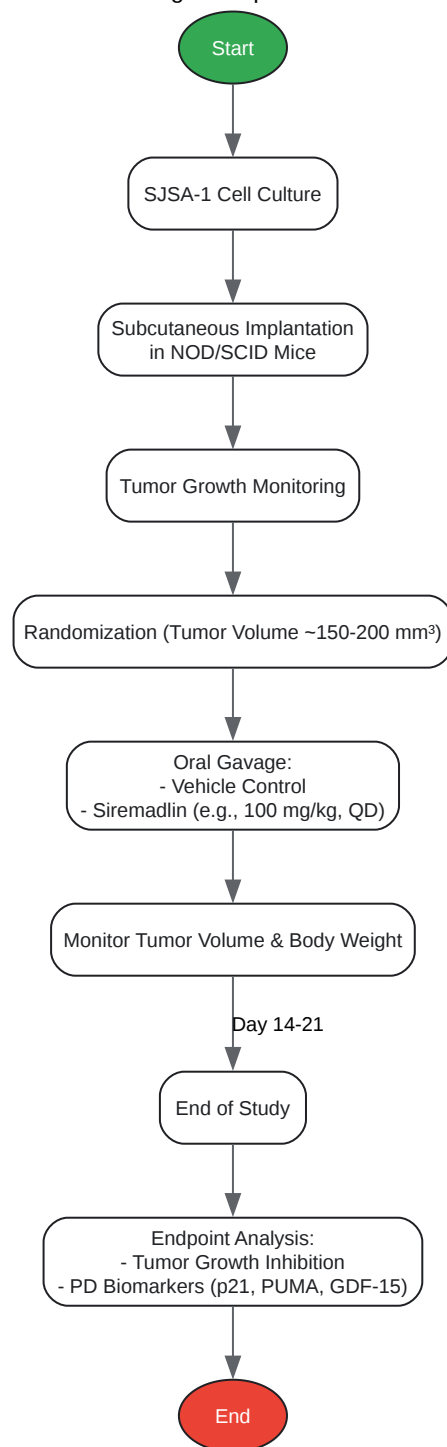 Start
SJSA-1 Cell Culture
Subcutaneous Implantation
in NOD/SCID Mice
Tumor Growth Monitoring
Randomization (Tumor Volume ~150-200 mm³)
Oral Gavage:
- Vehicle Control
- Siremadlin (e.g., 100 mg/kg, QD)
Monitor Tumor Volume & Body Weight
Day 14-21
End of Study
Endpoint Analysis:
- Tumor Growth Inhibition
- PD Biomarkers (p21, PUMA, GDF-15)
End